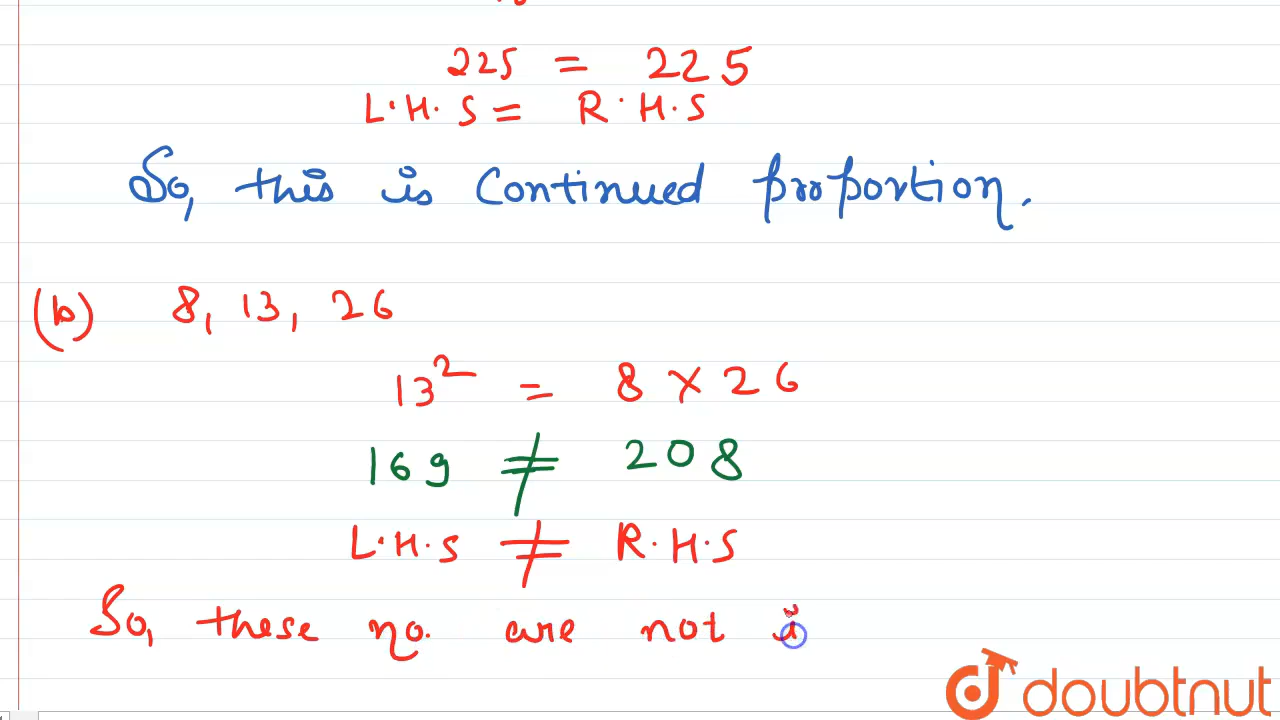 225 = 225
L.H.S = R.H.S
So, this is Continued proportion.
(b) 8, 13, 26
13² = 8 × 26
169 ≠ 208
L.H.S ≠ R.H.S
So, these no. are not i
doubtnut